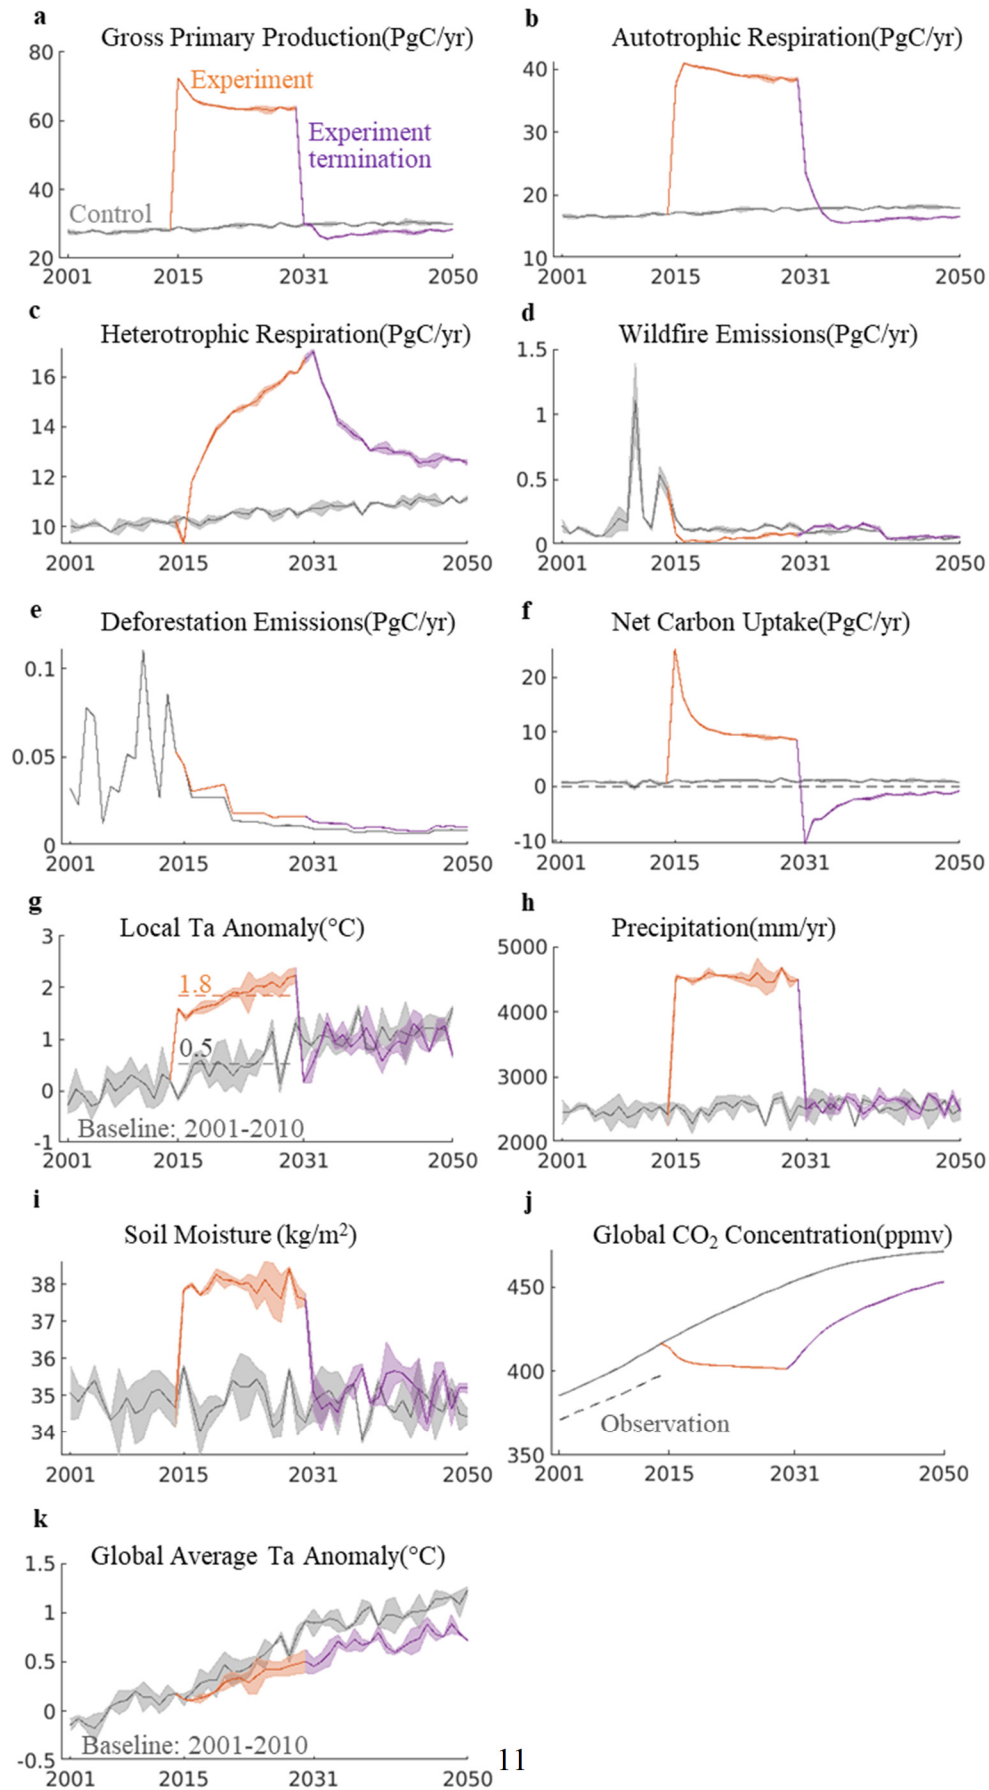 a
Gross Primary Production(PgC/yr)
80
60
40
20
Experiment
Experiment
termination
Control
2001 2015 2031 2050
b
Autotrophic Respiration(PgC/yr)
40
30
20
10
2001 2015 2031 2050
c
Heterotrophic Respiration(PgC/yr)
16
14
12
10
2001 2015 2031 2050
d
Wildfire Emissions(PgC/yr)
1.5
1
0.5
0
2001 2015 2031 2050
e
Deforestation Emissions(PgC/yr)
0.1
0.05
0
2001 2015 2031 2050
f
Net Carbon Uptake(PgC/yr)
20
10
0
-10
2001 2015 2031 2050
g
Local Ta Anomaly(°C)
3
2
1
0
-1
1.8
0.5
Baseline: 2001-2010
2001 2015 2031 2050
h
Precipitation(mm/yr)
5000
4000
3000
2000
2001 2015 2031 2050
i
Soil Moisture (kg/m²)
38
37
36
35
34
2001 2015 2031 2050
j
Global CO₂ Concentration(ppmv)
450
400
350
Observation
2001 2015 2031 2050
k
Global Average Ta Anomaly(°C)
1.5
1
0.5
0
-0.5
Baseline: 2001-2010
2001 2015 2031 2050
11